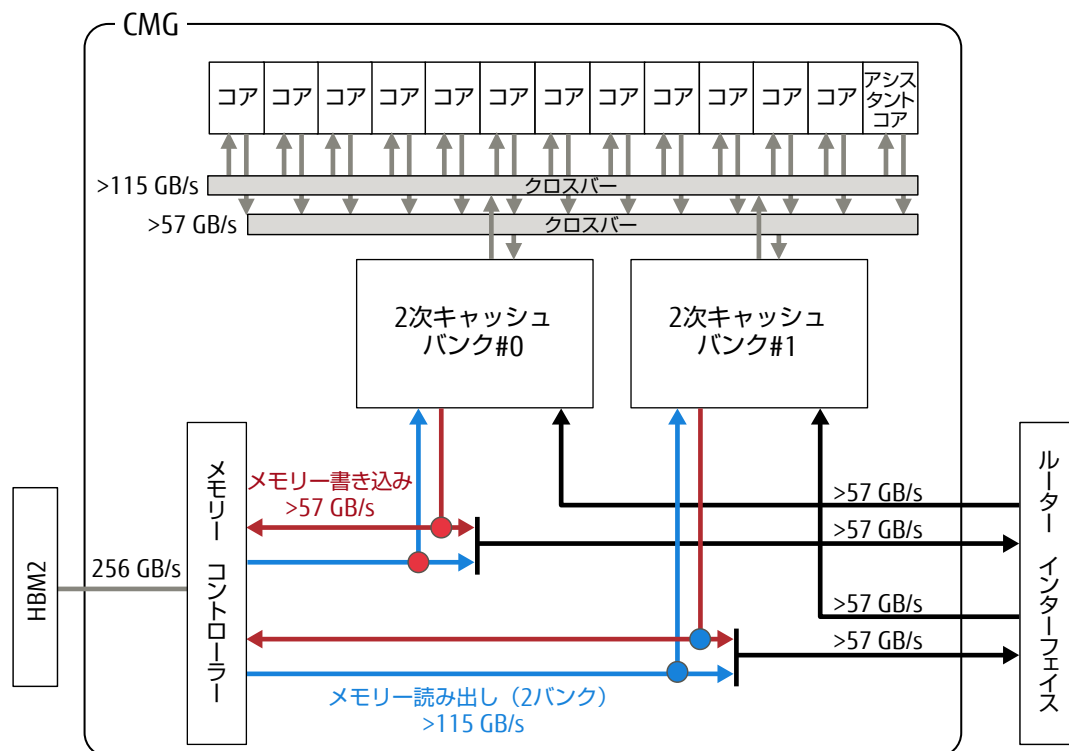 CMG
コア
コア
コア
コア
コア
コア
コア
コア
コア
コア
コア
コア
アシス
タント
コア
>115 GB/s
クロスバー
>57 GB/s
クロスバー
2次キャッシュ
バンク#0
2次キャッシュ
バンク#1
メモリー コントローラー
メモリー書き込み
>57 GB/s
ルーター インターフェイス
>57 GB/s
>57 GB/s
HBM2
256 GB/s
>57 GB/s
>57 GB/s
メモリー読み出し（2バンク）
>115 GB/s